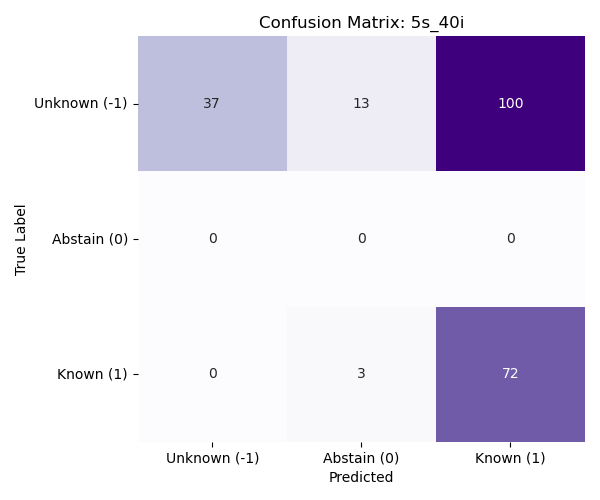 Confusion Matrix: 5s_40i
True Label
Unknown (-1) 37 13 100
Abstain (0) 0 0 0
Known (1) 0 3 72
Unknown (-1) Abstain (0) Known (1)
Predicted